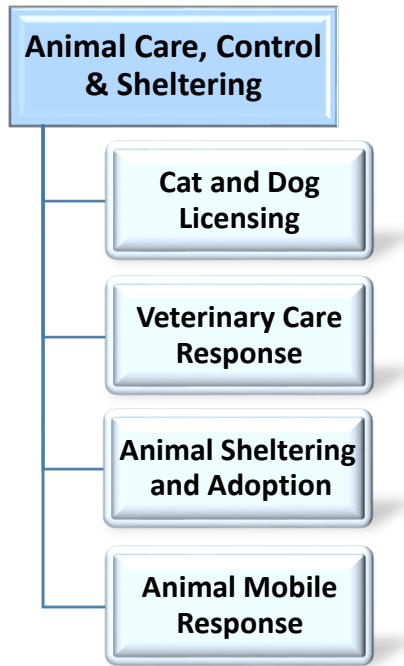 Animal Care, Control
& Sheltering
Cat and Dog
Licensing
Veterinary Care
Response
Animal Sheltering
and Adoption
Animal Mobile
Response